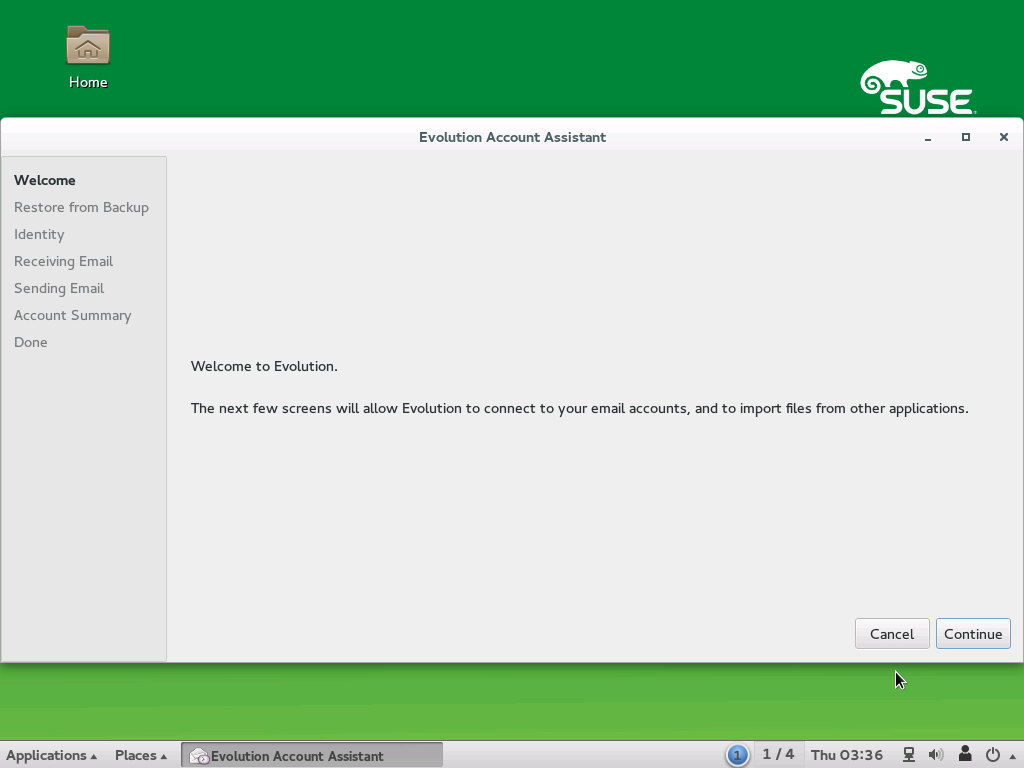 Home
SUSE
Evolution Account Assistant
Welcome
Restore from Backup
Identity
Receiving Email
Sending Email
Account Summary
Done
Welcome to Evolution.
The next few screens will allow Evolution to connect to your email accounts, and to import files from other applications.
Cancel
Continue
Applications
Places
Evolution Account Assistant
1
1 / 4
Thu 03:36